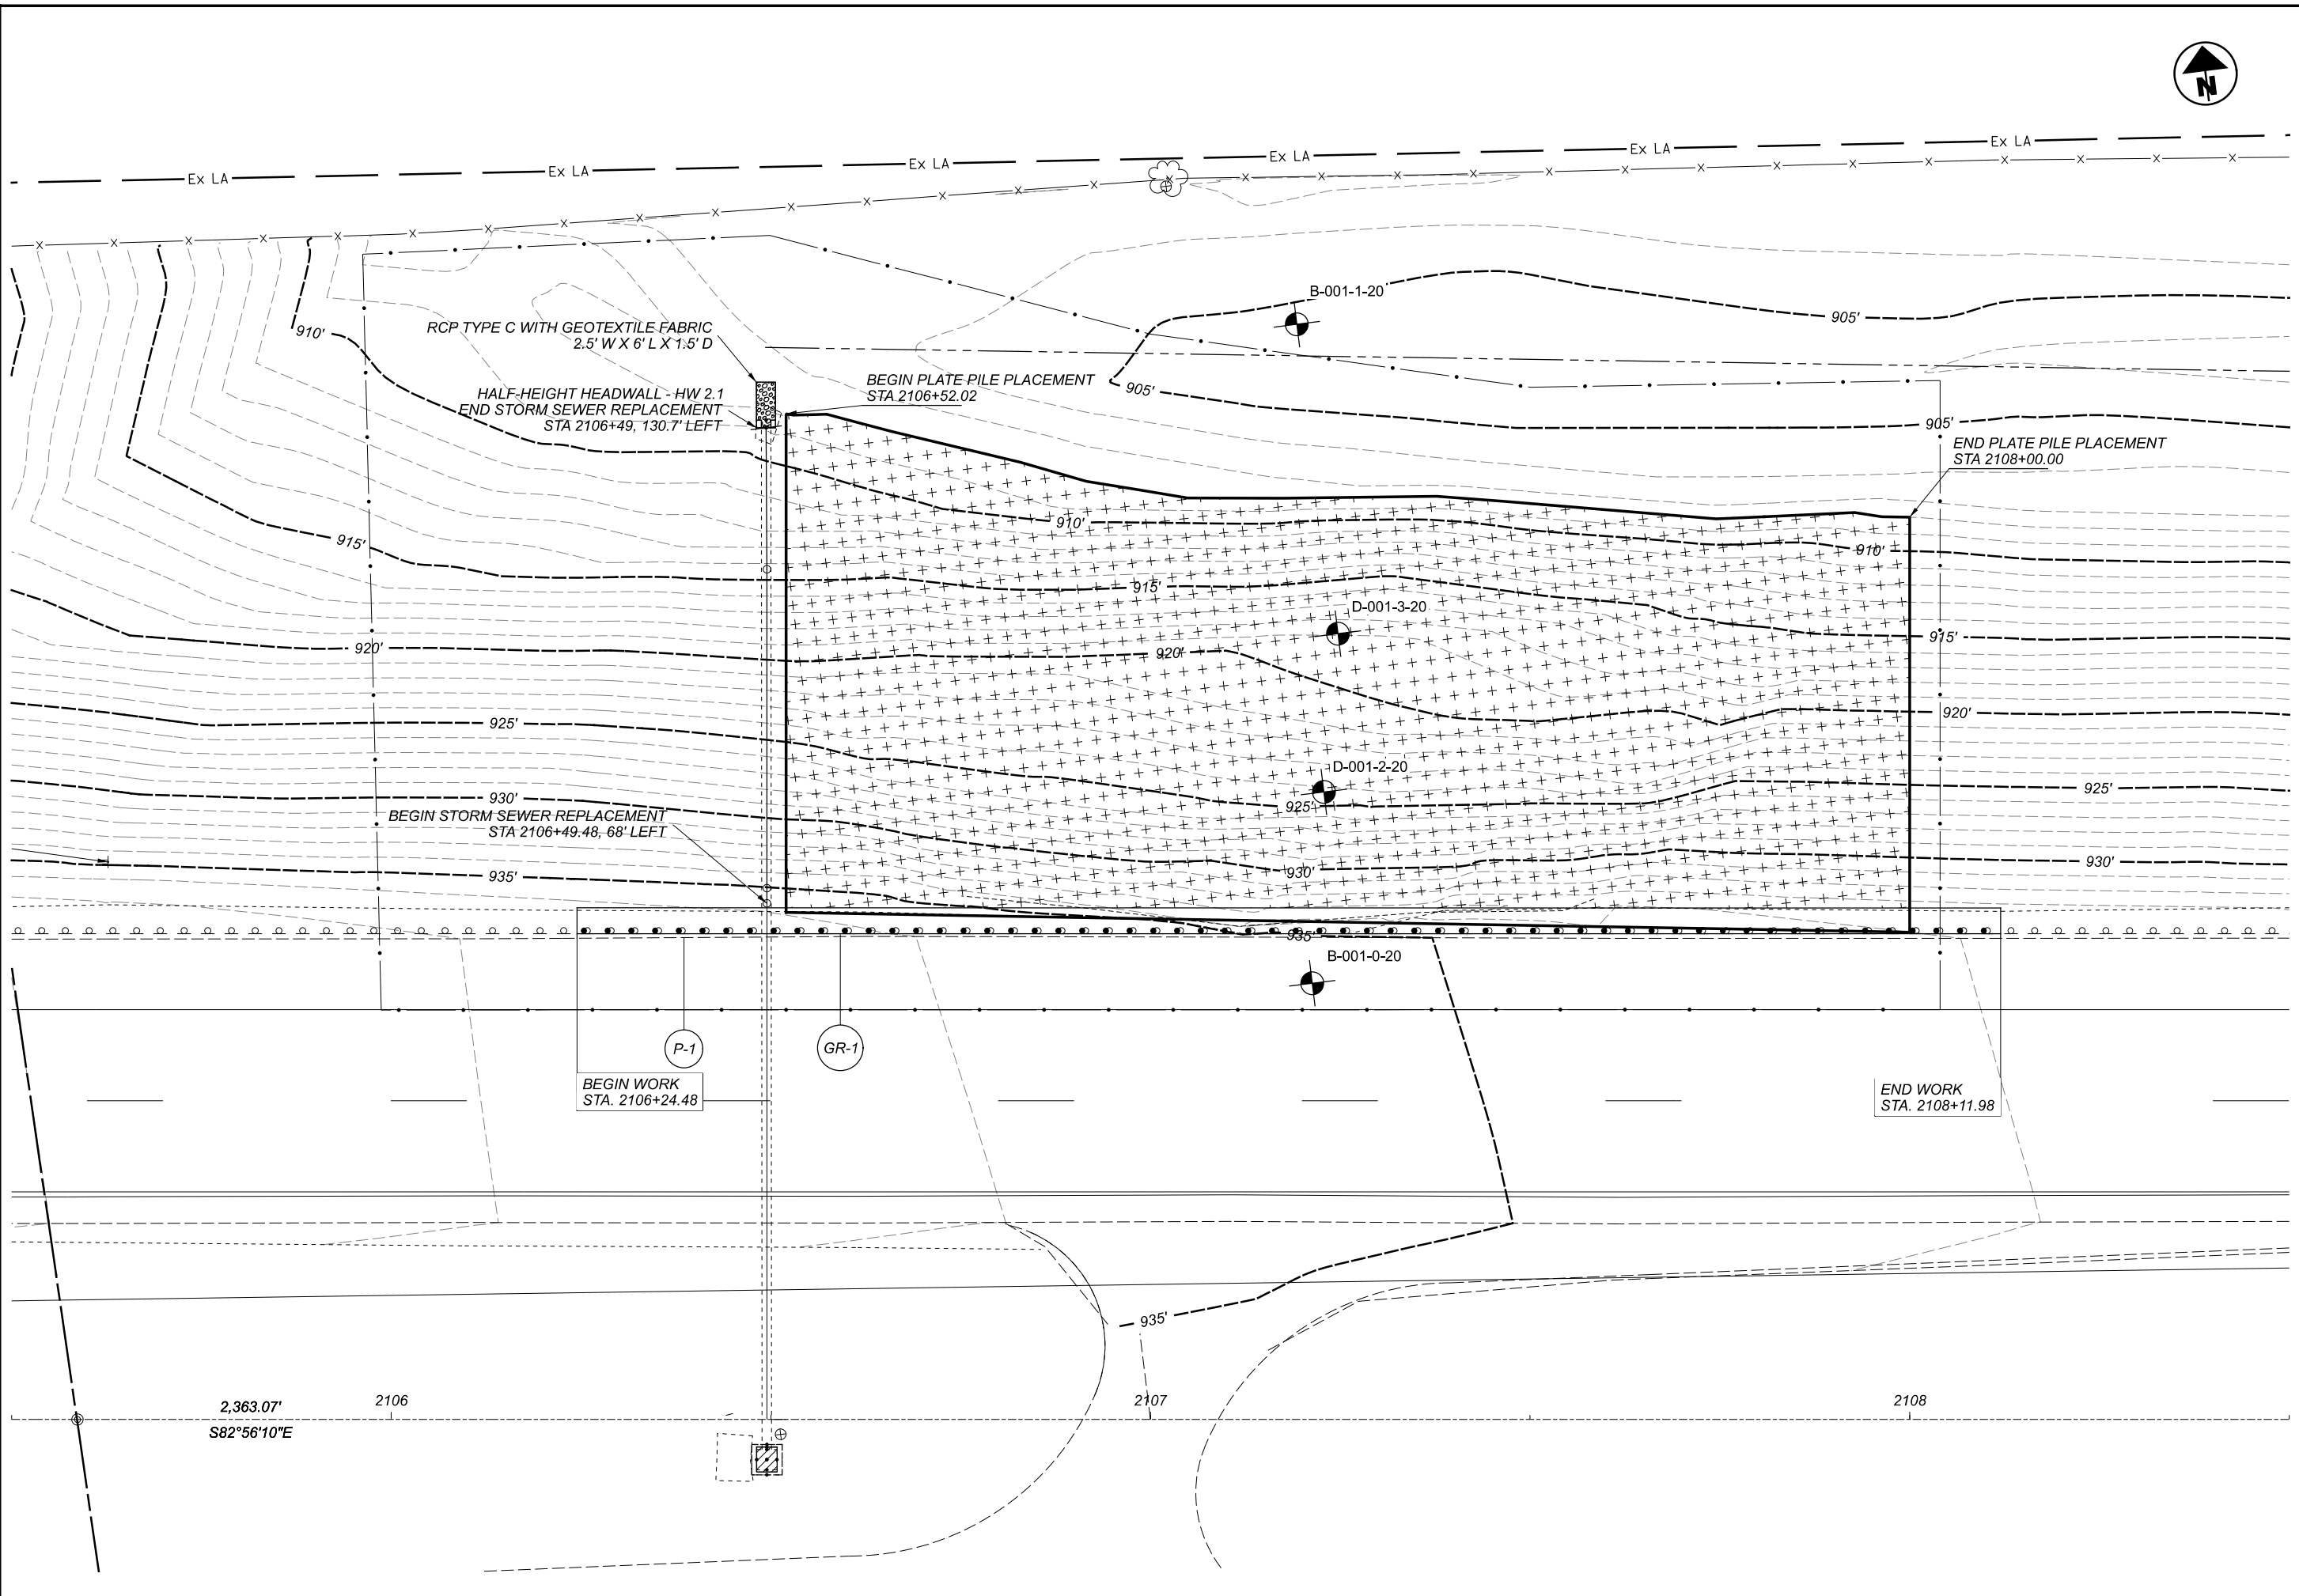 N
Ex LA
Ex LA
Ex LA
Ex LA
Ex LA
Ex LA
B-001-1-20
905'
910'
RCP TYPE C WITH GEOTEXTILE FABRIC
2.5' W X 6' L X 1.5' D
BEGIN PLATE PILE PLACEMENT
STA 2106+52.02
905'
HALF-HEIGHT HEADWALL - HW 2.1
END STORM SEWER REPLACEMENT
STA 2106+49, 130.7' LEFT
905'
END PLATE PILE PLACEMENT
STA 2108+00.00
910'
915'
910'
915'
D-001-3-20
915'
920'
920'
920'
925'
D-001-2-20
925'
930'
925'
BEGIN STORM SEWER REPLACEMENT
STA 2106+49.48, 68' LEFT
930'
930'
935'
935'
B-001-0-20
P-1
GR-1
BEGIN WORK
STA. 2106+24.48
END WORK
STA. 2108+11.98
935'
2,363.07'
S82°56'10"E
2106
2107
2108